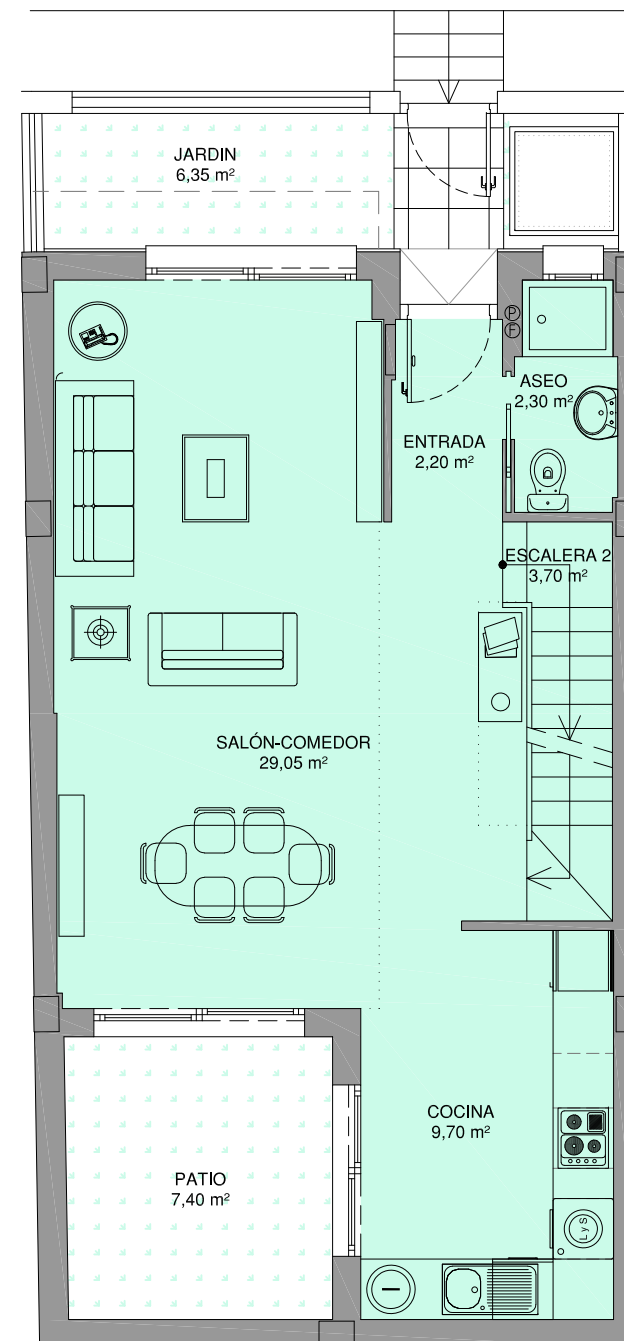 JARDIN
6,35 m²
P
F
ASEO
2,30 m²
ENTRADA
2,20 m²
ESCALERA 2
3,70 m²
SALÓN-COMEDOR
29,05 m²
COCINA
9,70 m²
PATIO
7,40 m²
L y S